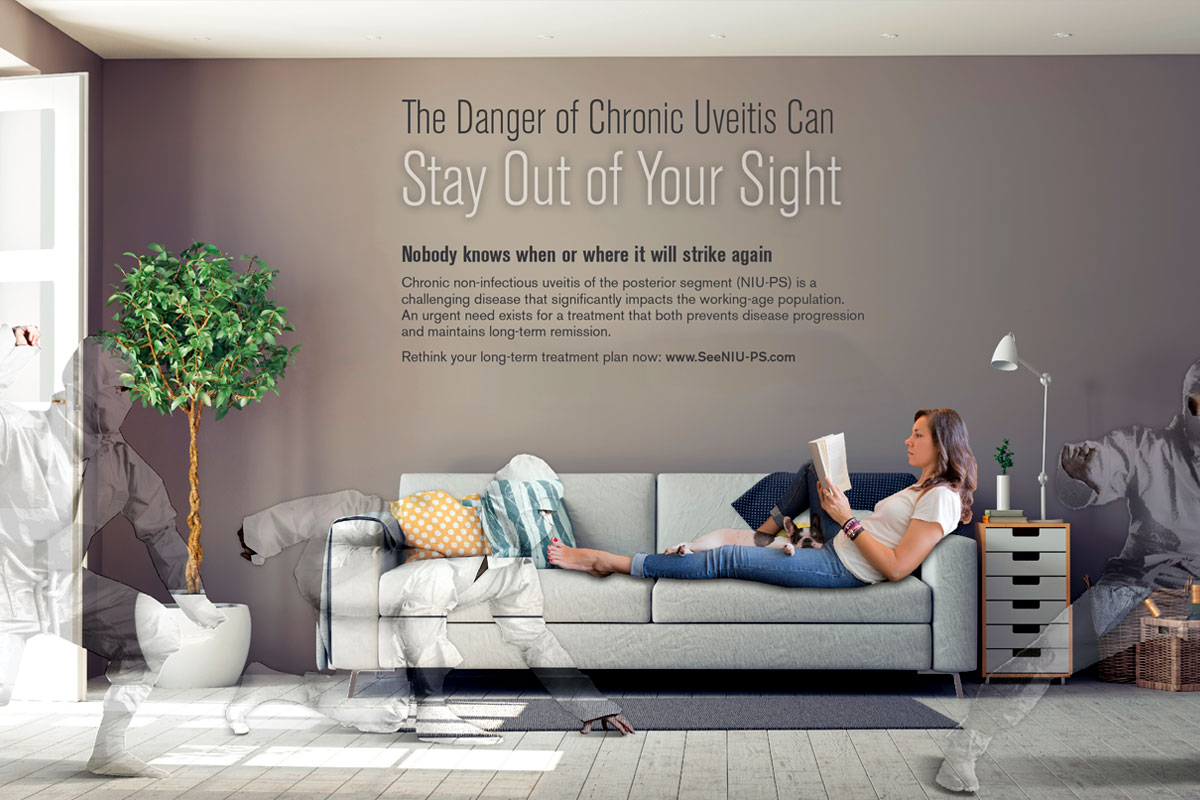 The Danger of Chronic Uveitis Can
Stay Out of Your Sight
Nobody knows when or where it will strike again
Chronic non-infectious uveitis of the posterior segment (NIU-PS) is a
challenging disease that significantly impacts the working-age population.
An urgent need exists for a treatment that both prevents disease progression
and maintains long-term remission.
Rethink your long-term treatment plan now: www.SeeNIU-PS.com